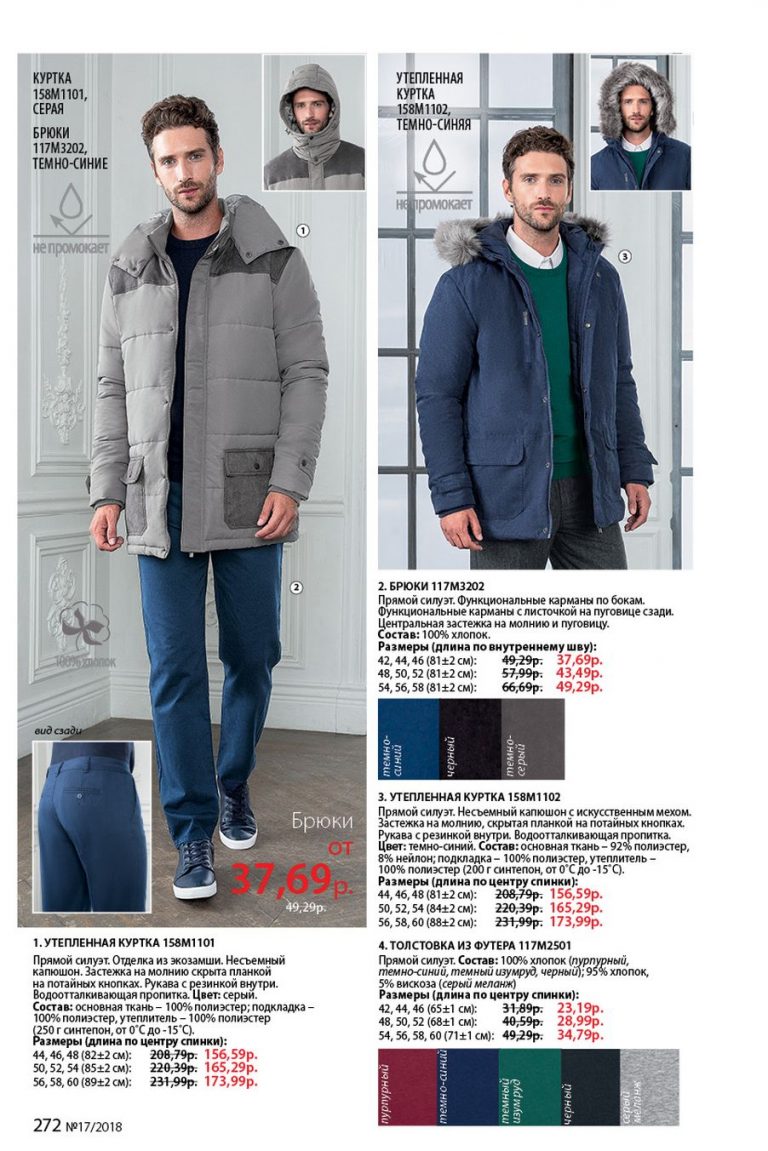 КУРТКА
158M1101,
СЕРАЯ
БРЮКИ
117M3202,
ТЕМНО-СИНИЕ
не промокает
1
2
100% хлопок
вид сзади
Брюки
от
37,69р.
49,29р.
УТЕПЛЕННАЯ
КУРТКА
158M1102,
ТЕМНО-СИНЯЯ
не промокает
3
1. УТЕПЛЕННАЯ КУРТКА 158M1101
Прямой силуэт. Отделка из экозамши. Несъемный
капюшон. Застежка на молнию скрыта планкой
на потайных кнопках. Рукава с резинкой внутри.
Водоотталкивающая пропитка. Цвет: серый.
Состав: основная ткань – 100% полиэстер; подкладка –
100% полиэстер, утеплитель – 100% полиэстер
(250 г синтепон, от 0˚С до -15˚С).
Размеры (длина по центру спинки):
44, 46, 48 (82±2 см): 208,79р. 156,59р.
50, 52, 54 (85±2 см): 220,39р. 165,29р.
56, 58, 60 (89±2 см): 231,99р. 173,99р.
2. БРЮКИ 117M3202
Прямой силуэт. Функциональные карманы по бокам.
Функциональные карманы с листочкой на пуговице сзади.
Центральная застежка на молнию и пуговицу.
Состав: 100% хлопок.
Размеры (длина по внутреннему шву):
42, 44, 46 (81±2 см): 49,29р. 37,69р.
48, 50, 52 (81±2 см): 57,99р. 43,49р.
54, 56, 58 (81±2 см): 66,69р. 49,29р.
темно-
синий
черный
темно-
серый
3. УТЕПЛЕННАЯ КУРТКА 158M1102
Прямой силуэт. Несъемный капюшон с искусственным мехом.
Застежка на молнию, скрытая планкой на потайных кнопках.
Рукава с резинкой внутри. Водоотталкивающая пропитка.
Цвет: темно-синий. Состав: основная ткань – 92% полиэстер,
8% нейлон; подкладка – 100% полиэстер, утеплитель –
100% полиэстер (200 г синтепон, от 0˚С до -15˚С).
Размеры (длина по центру спинки):
44, 46, 48 (81±2 см): 208,79р. 156,59р.
50, 52, 54 (84±2 см): 220,39р. 165,29р.
56, 58, 60 (88±2 см): 231,99р. 173,99р.
4. ТОЛСТОВКА ИЗ ФУТЕРА 117M2501
Прямой силуэт. Состав: 100% хлопок (пурпурный,
темно-синий, темный изумруд, черный); 95% хлопок,
5% вискоза (серый меланж)
Размеры (длина по центру спинки):
42, 44, 46 (65±1 см): 31,89р. 23,19р.
48, 50, 52 (68±1 см): 40,59р. 28,99р.
54, 56, 58, 60 (71±1 см): 49,29р. 34,79р.
пурпурный
темно-синий
темный
изумруд
черный
серый
меланж
272 №17/2018